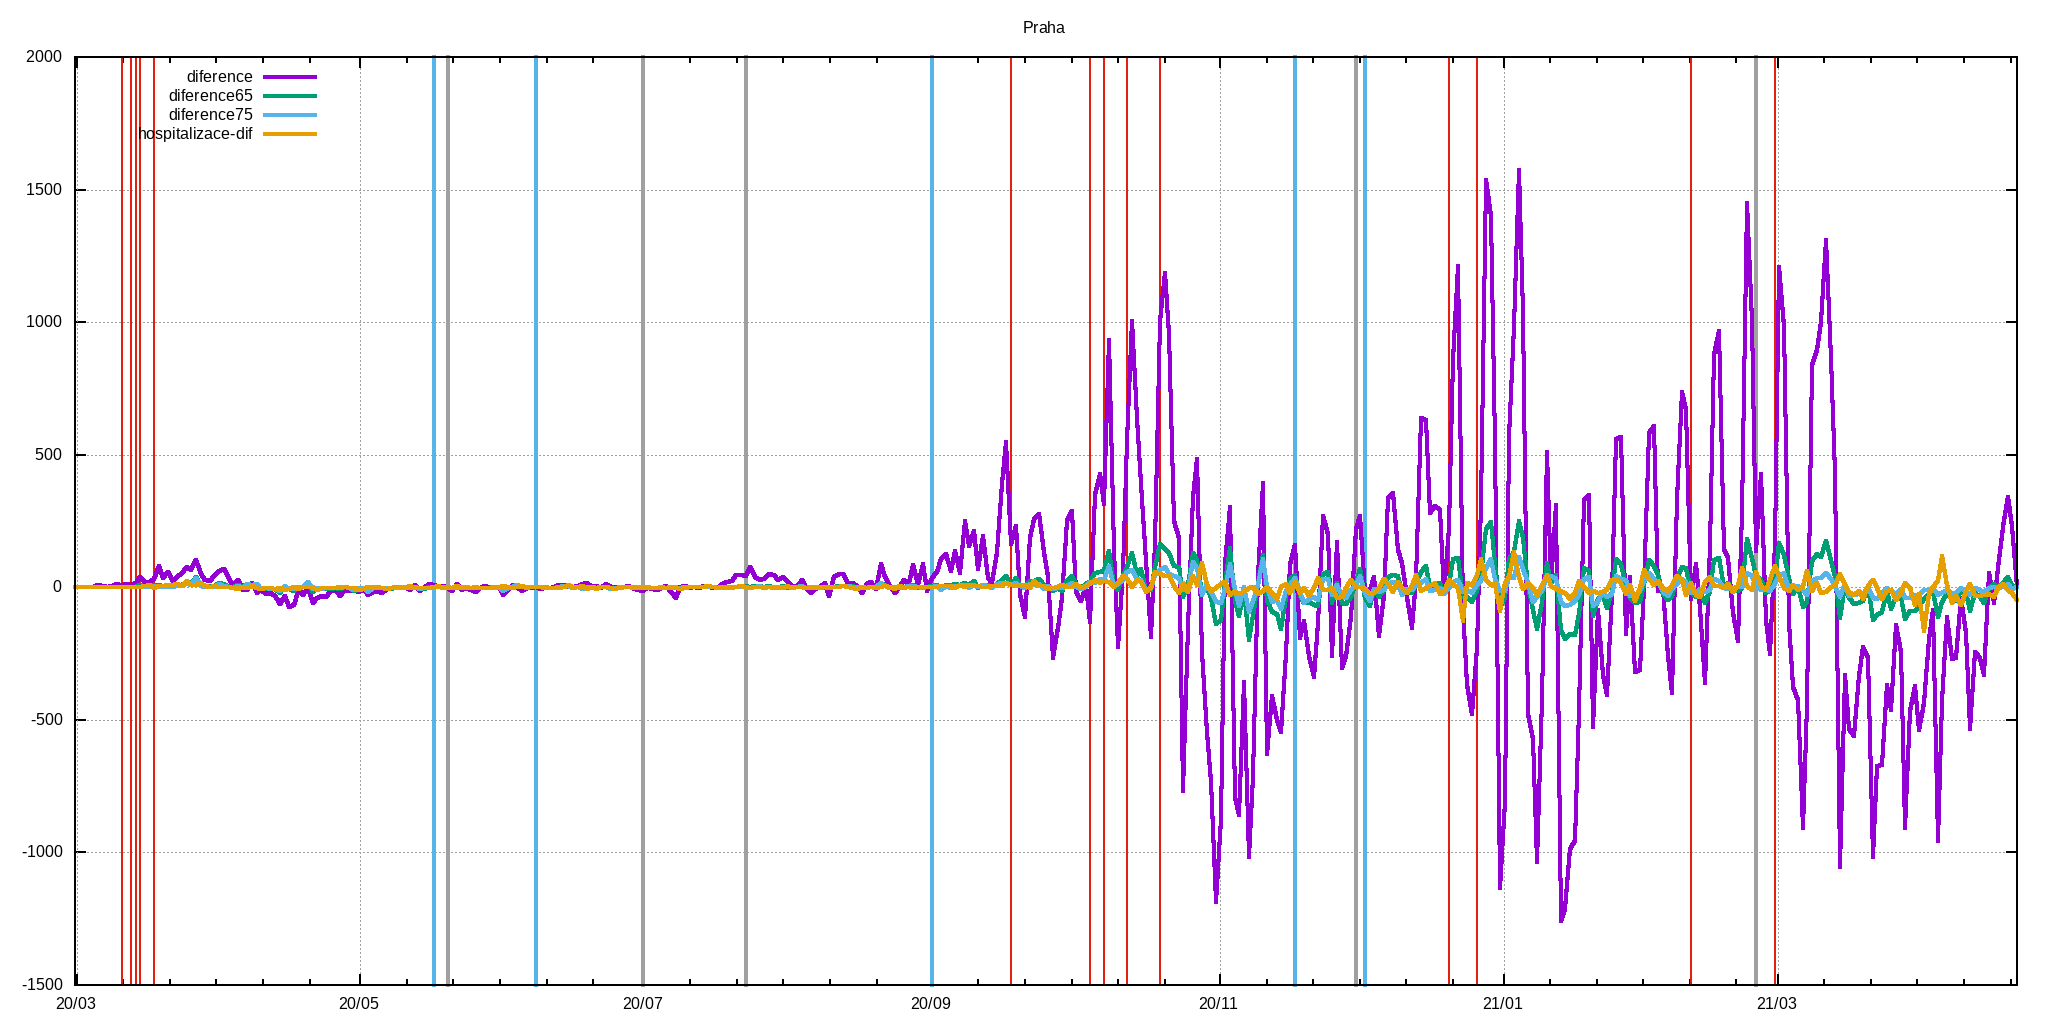 Praha
2000
diference
diference65
diference75
hospitalizace-dif
1500
1000
500
0
-500
-1000
-1500
20/03 20/05 20/07 20/09 20/11 21/01 21/03